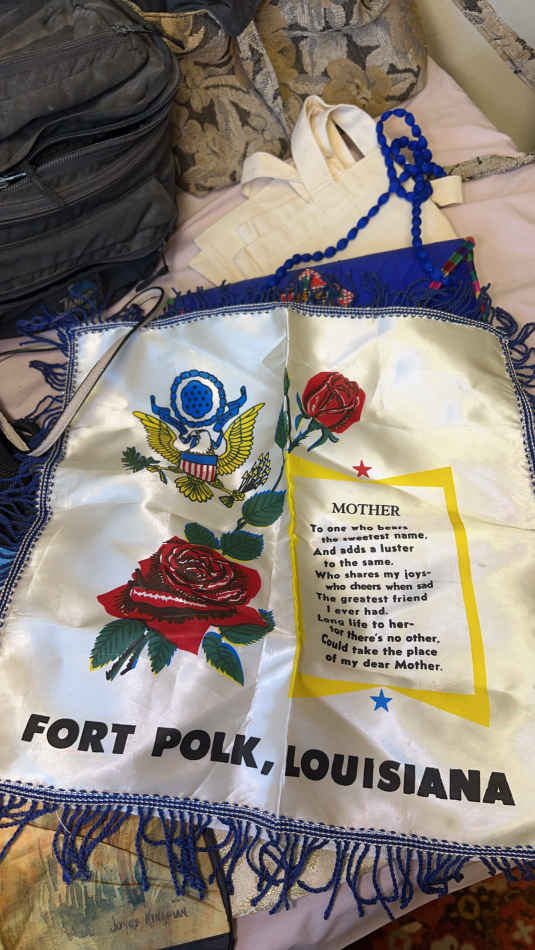 MOTHER
To one who bears
the sweetest name,
And adds a luster
to the same.
Who shares my joys-
who cheers when sad
The greatest friend
I ever had.
Long life to her-
for there's no other,
Could take the place
of my dear Mother.
FORT POLK, LOUISIANA